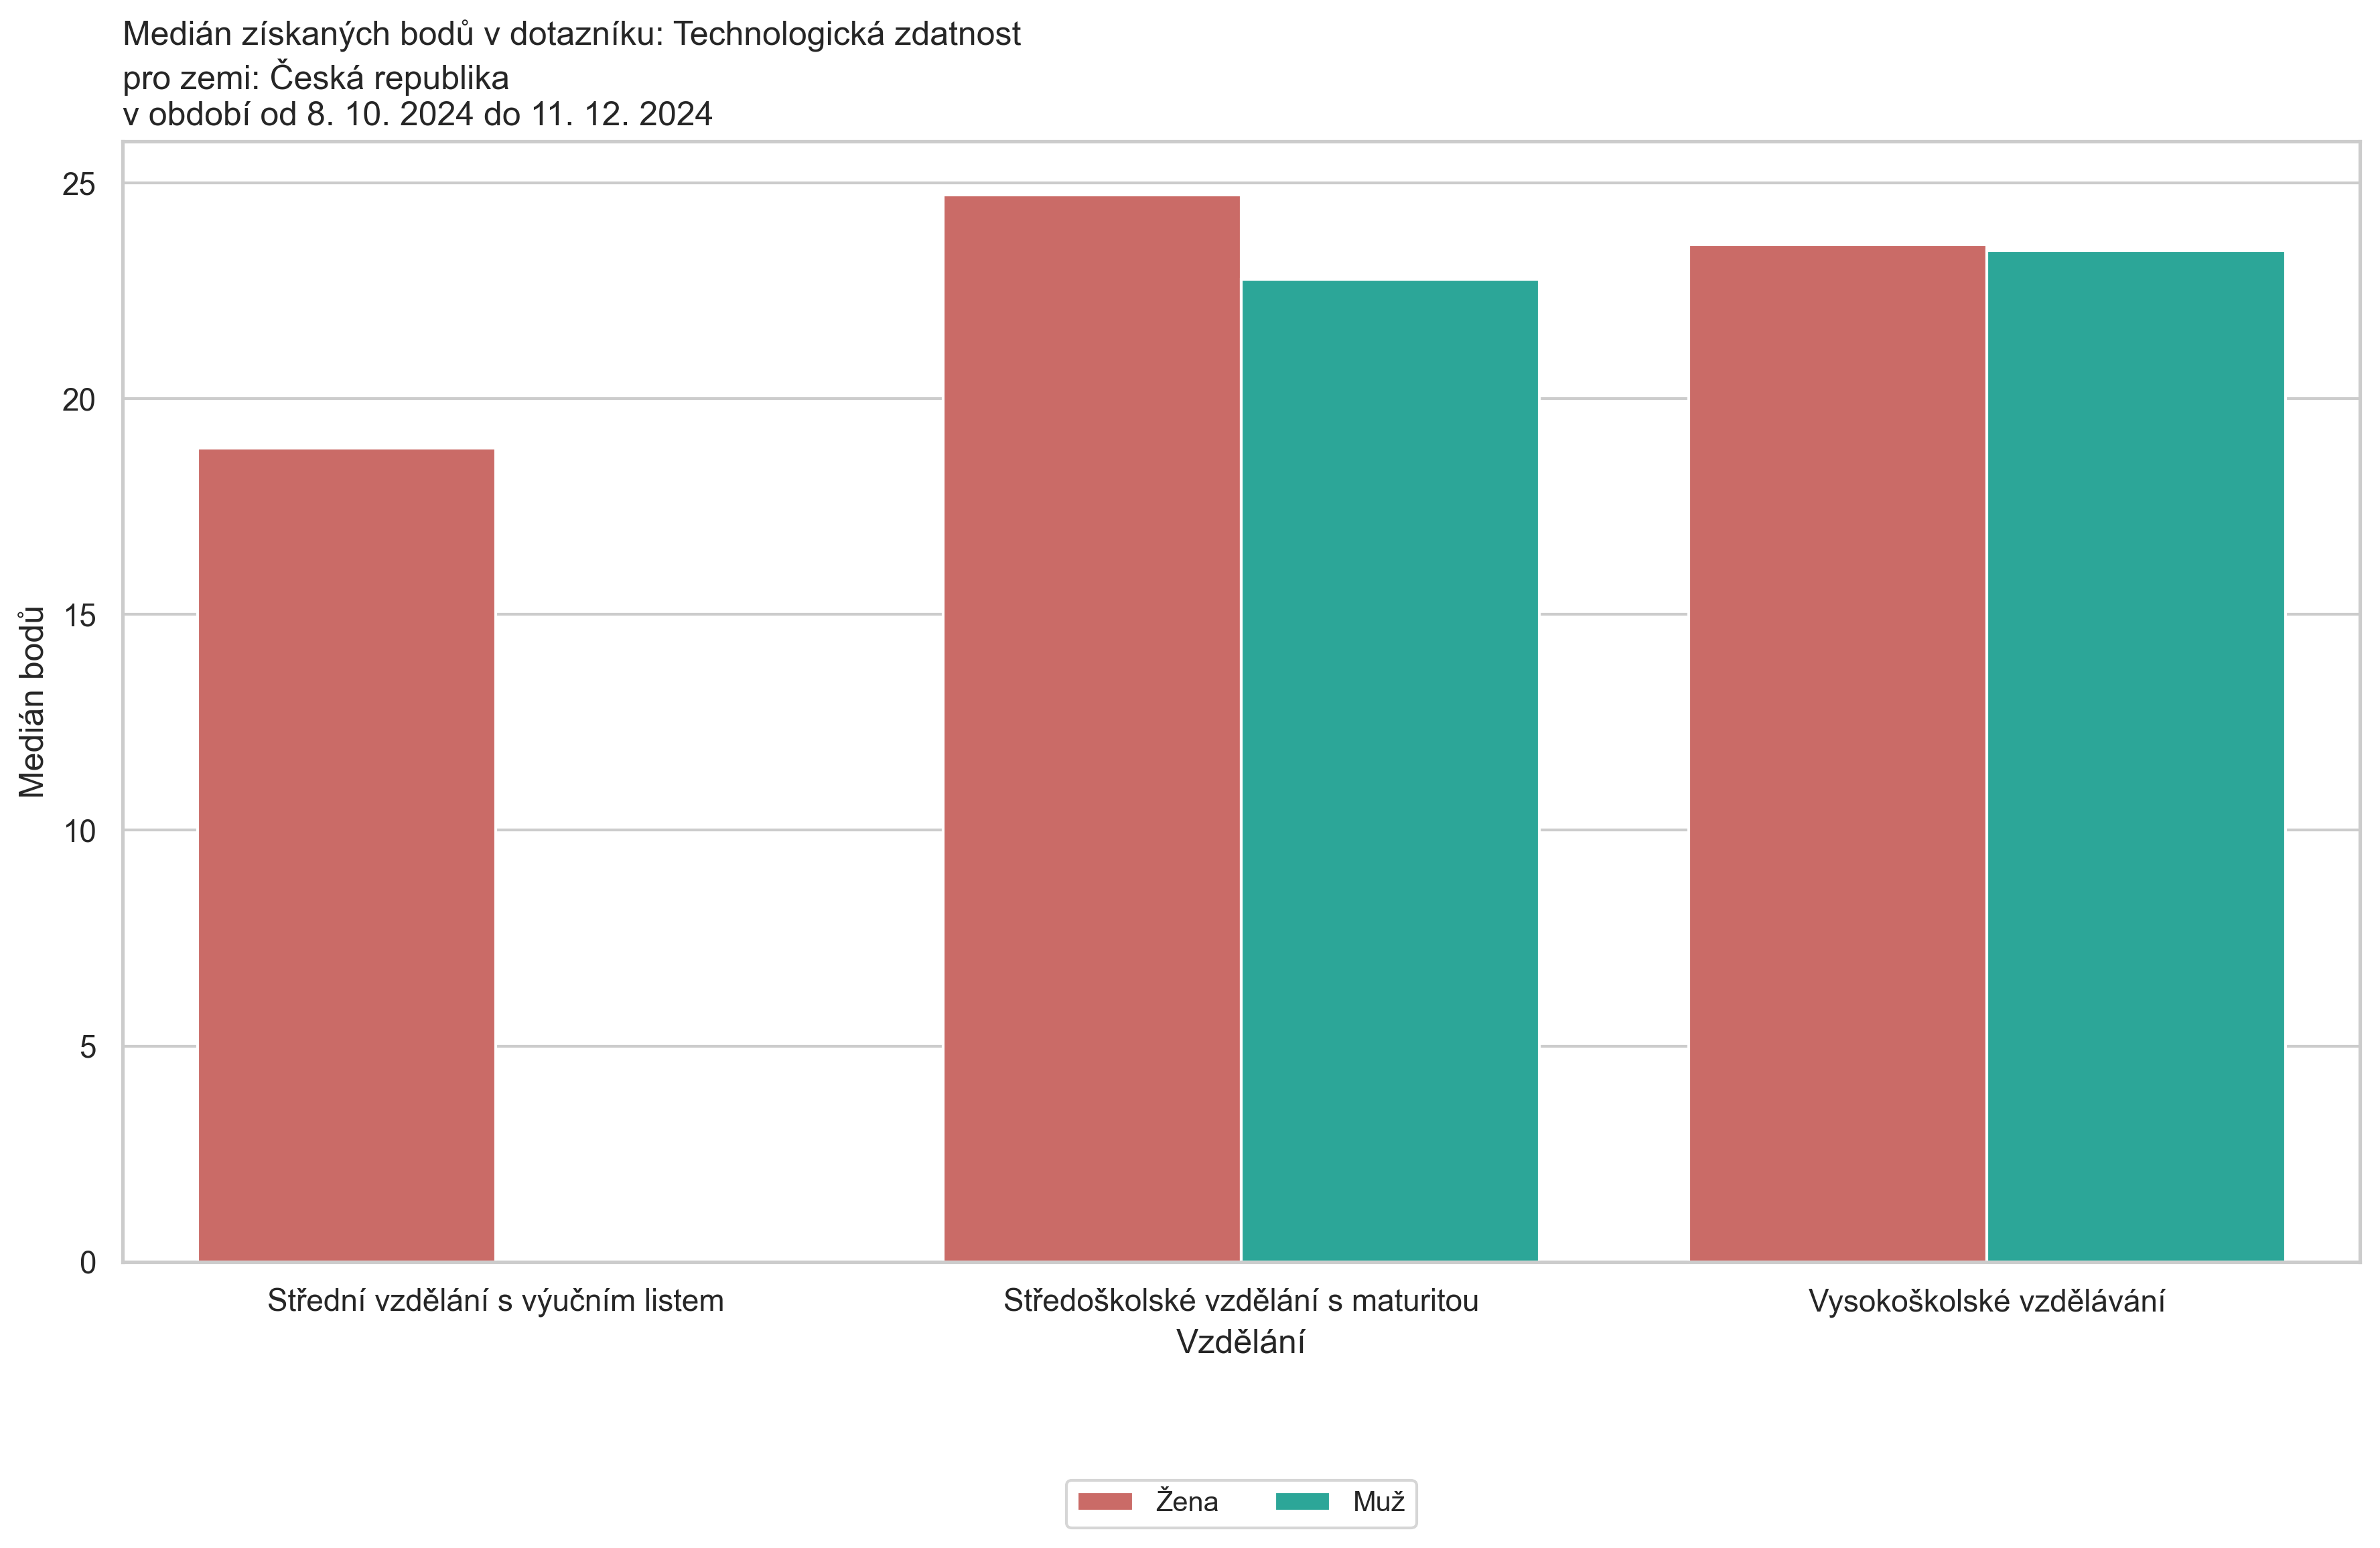 Medián získaných bodů v dotazníku: Technologická zdatnost
pro zemi: Česká republika
v období od 8. 10. 2024 do 11. 12. 2024
25
20
15
10
5
0
Medián bodů
Střední vzdělání s výučním listem
Středoškolské vzdělání s maturitou
Vysokoškolské vzdělávání
Vzdělání
Žena
Muž